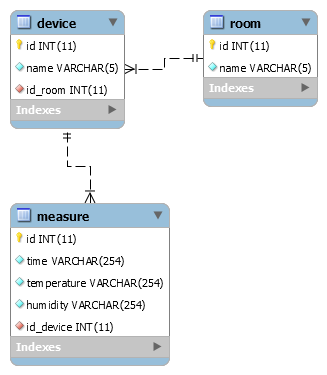 device
id INT(11)
name VARCHAR(5)
id_room INT(11)
Indexes
room
id INT(11)
name VARCHAR(5)
Indexes
measure
id INT(11)
time VARCHAR(254)
temperature VARCHAR(254)
humidity VARCHAR(254)
id_device INT(11)
Indexes